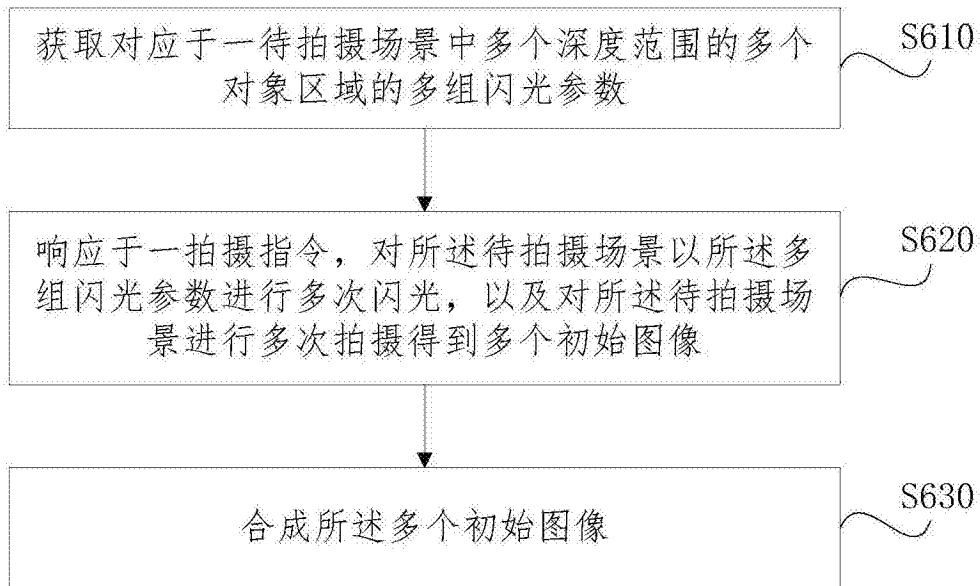 获取对应于一待拍摄场景中多个深度范围的多个
对象区域的多组闪光参数
S610
响应于一拍摄指令，对所述待拍摄场景以所述多
组闪光参数进行多次闪光，以及对所述待拍摄场
景进行多次拍摄得到多个初始图像
S620
合成所述多个初始图像
S630